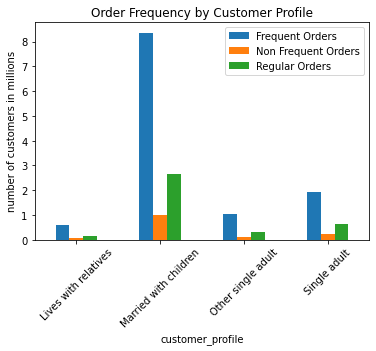 Order Frequency by Customer Profile
Frequent Orders
Non Frequent Orders
Regular Orders
number of customers in millions
8
7
6
5
4
3
2
1
0
Lives with relatives
Married with children
Other single adult
Single adult
customer_profile